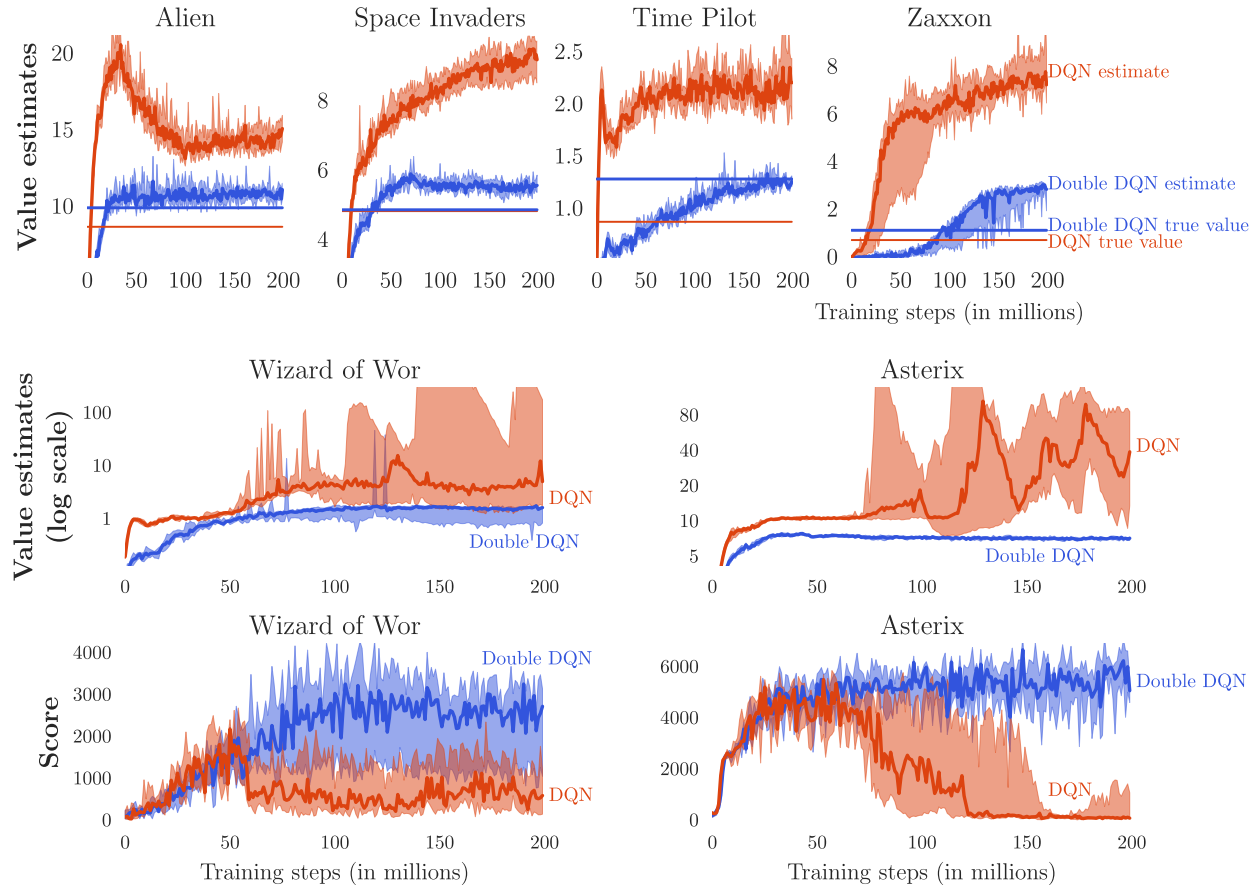 Alien
Space Invaders
Time Pilot
Zaxxon
Value estimates
20
15
10
0 50 100 150 200
8
6
4
0 50 100 150 200
2.5
2.0
1.5
1.0
0 50 100 150 200
8
6
4
2
0
0 50 100 150 200
DQN estimate
Double DQN estimate
Double DQN true value
DQN true value
Training steps (in millions)
Wizard of Wor
Asterix
Value estimates
(log scale)
100
10
1
DQN
Double DQN
0 50 100 150 200
80
40
20
10
5
DQN
Double DQN
0 50 100 150 200
Wizard of Wor
Asterix
Score
4000
3000
2000
1000
0
Double DQN
DQN
0 50 100 150 200
Training steps (in millions)
6000
4000
2000
0
Double DQN
DQN
0 50 100 150 200
Training steps (in millions)